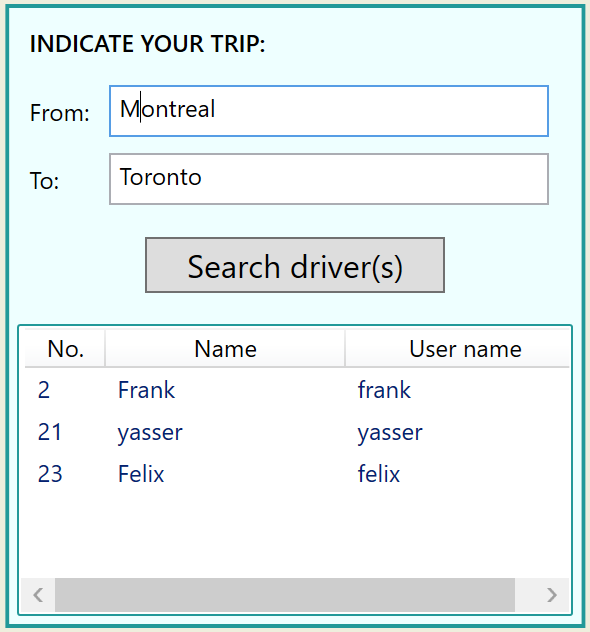 INDICATE YOUR TRIP:
From: Montreal
To: Toronto
Search driver(s)
No. Name User name
2 Frank frank
21 yasser yasser
23 Felix felix